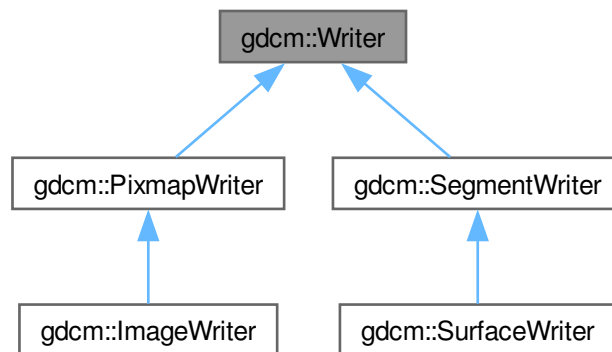 gdcm::Writer
gdcm::PixmapWriter
gdcm::SegmentWriter
gdcm::ImageWriter
gdcm::SurfaceWriter